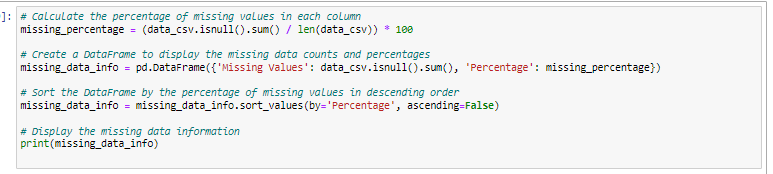 ]:
# Calculate the percentage of missing values in each column
missing_percentage = (data_csv.isnull().sum() / len(data_csv)) * 100
# Create a DataFrame to display the missing data counts and percentages
missing_data_info = pd.DataFrame({'Missing Values': data_csv.isnull().sum(), 'Percentage': missing_percentage})
# Sort the DataFrame by the percentage of missing values in descending order
missing_data_info = missing_data_info.sort_values(by='Percentage', ascending=False)
# Display the missing data information
print(missing_data_info)